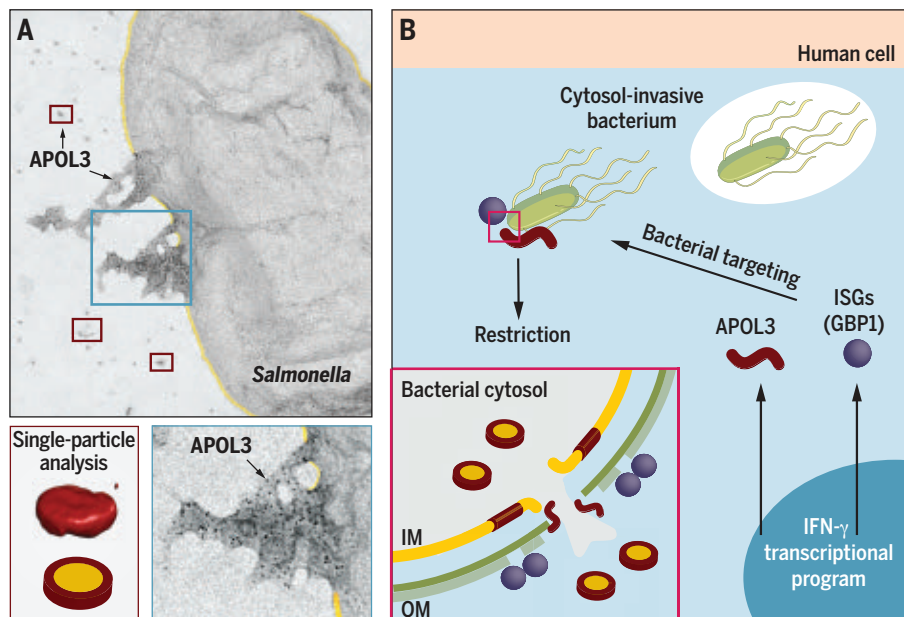 A
APOL3
Salmonella
Single-particle
analysis
APOL3
B
Human cell
Cytosol-invasive
bacterium
Bacterial targeting
Restriction
APOL3
ISGs
(GBP1)
Bacterial cytosol
IM
OM
IFN-γ
transcriptional
program